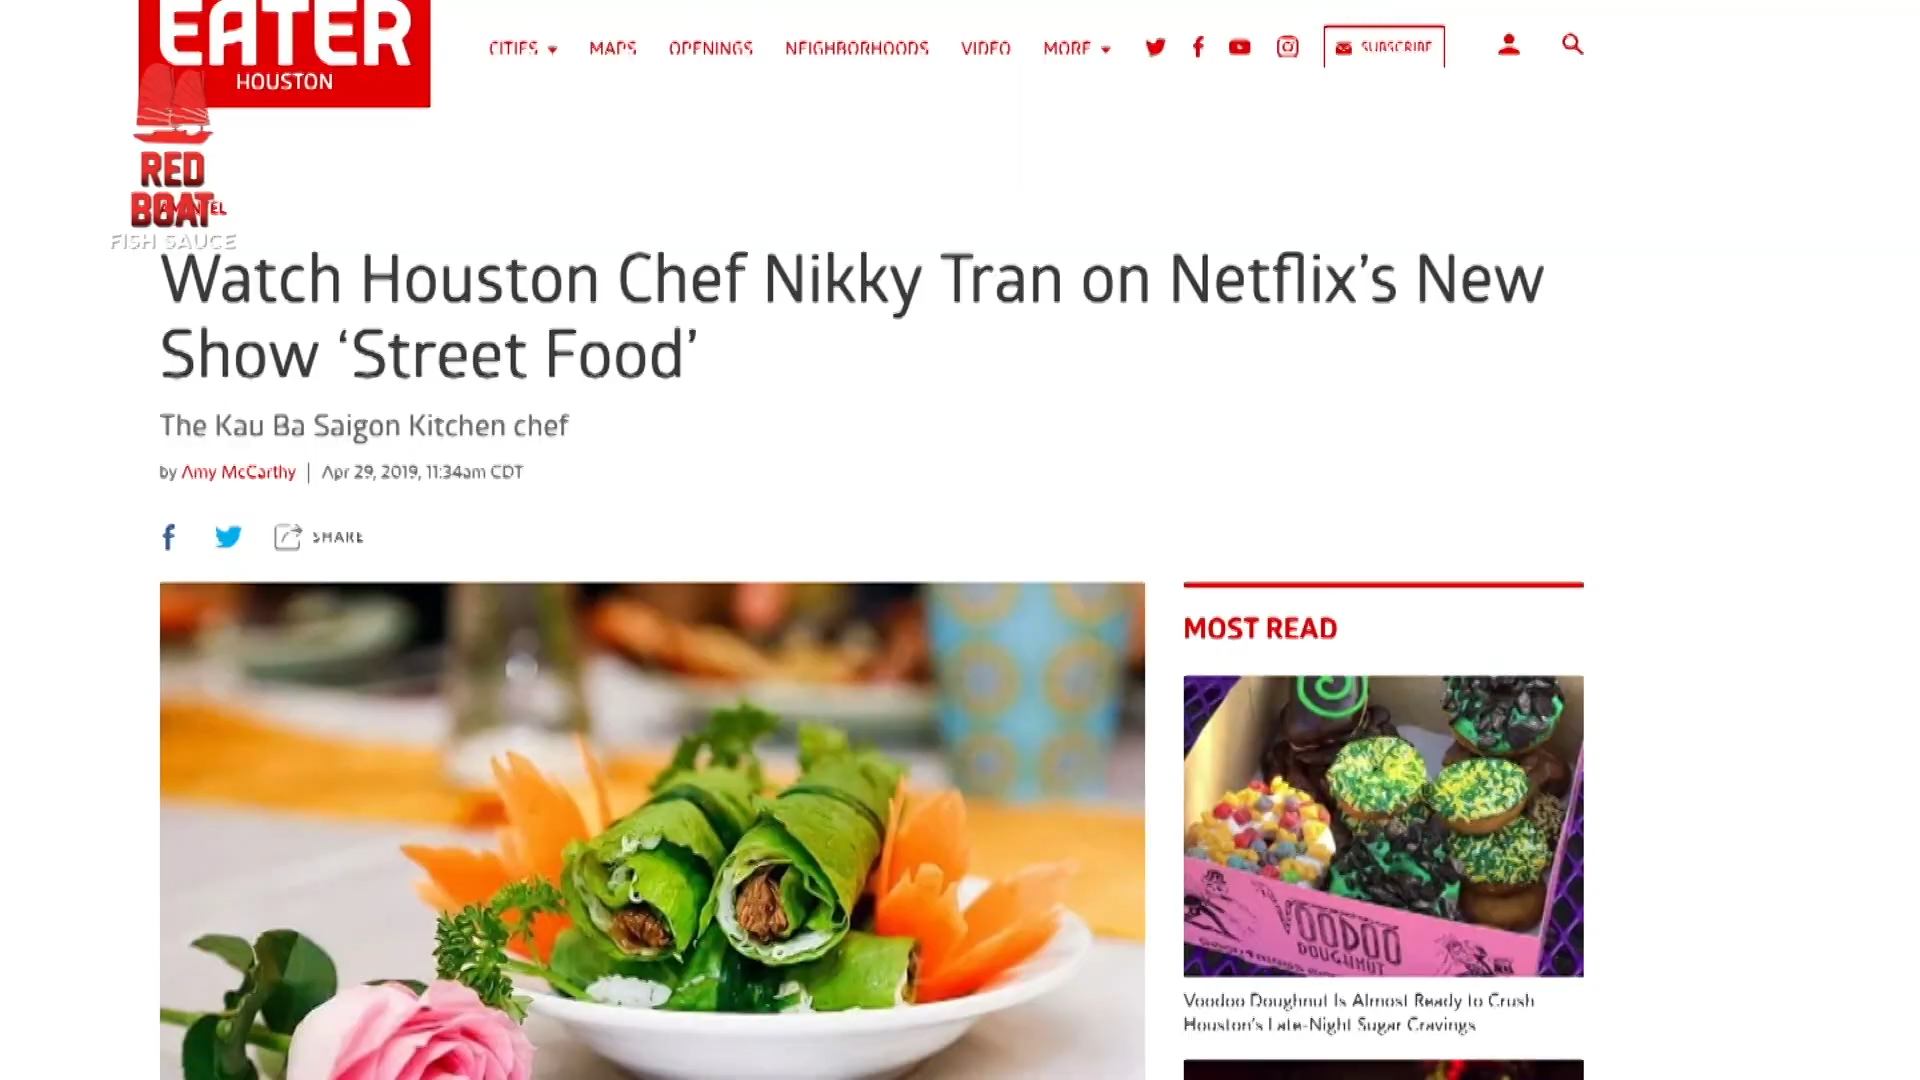 EATER
HOUSTON
CITIES MAPS OPENINGS NEIGHBORHOODS VIDEO MORE SUBSCRIBE
RED
BOAT
FISH SAUCE
Watch Houston Chef Nikky Tran on Netflix's New
Show ‘Street Food’
The Kau Ba Saigon Kitchen chef
by Amy McCarthy | Apr 29, 2019, 11:34am CDT
SHARE
MOST READ
VOODOO
DOUGHNUT
Voodoo Doughnut Is Almost Ready to Crush
Houston's Late-Night Sugar Cravings